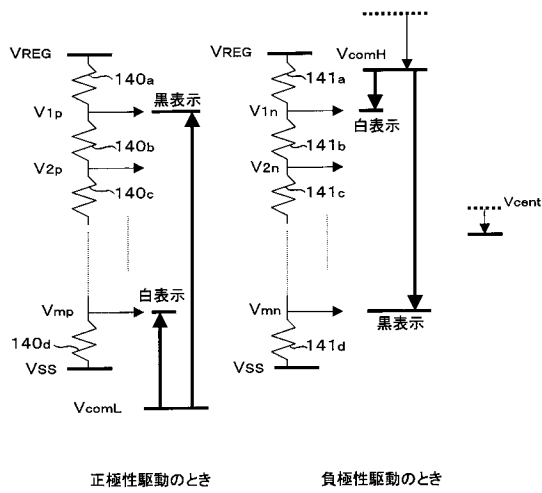 VREG
140a
黒表示
V1p
140b
V2p
140c
白表示
Vmp
140d
VSS
VcomL
正極性駆動のとき
VREG
VcomH
141a
V1n
白表示
141b
V2n
141c
Vcent
Vmn
黒表示
141d
VSS
負極性駆動のとき